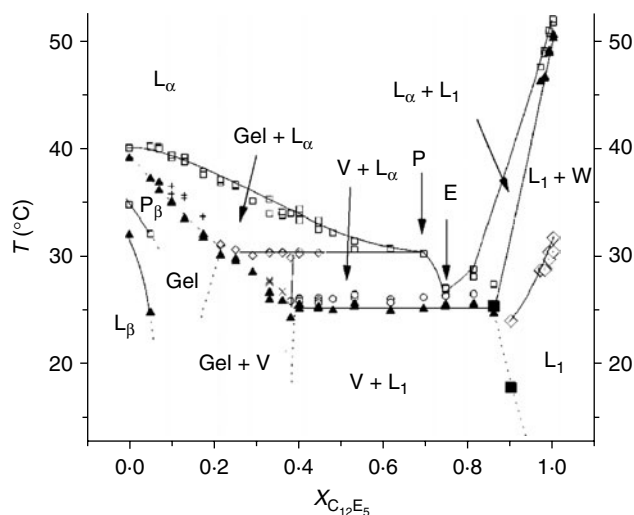 50
50
Lα
Lα + L1
40
Gel + Lα
P
40
V + Lα
E
L1 + W
T (°C)
Pβ
30
30
Gel
Lβ
20
Gel + V
V + L1
L1
20
0.0
0.2
0.4
0.6
0.8
1.0
XC12E5